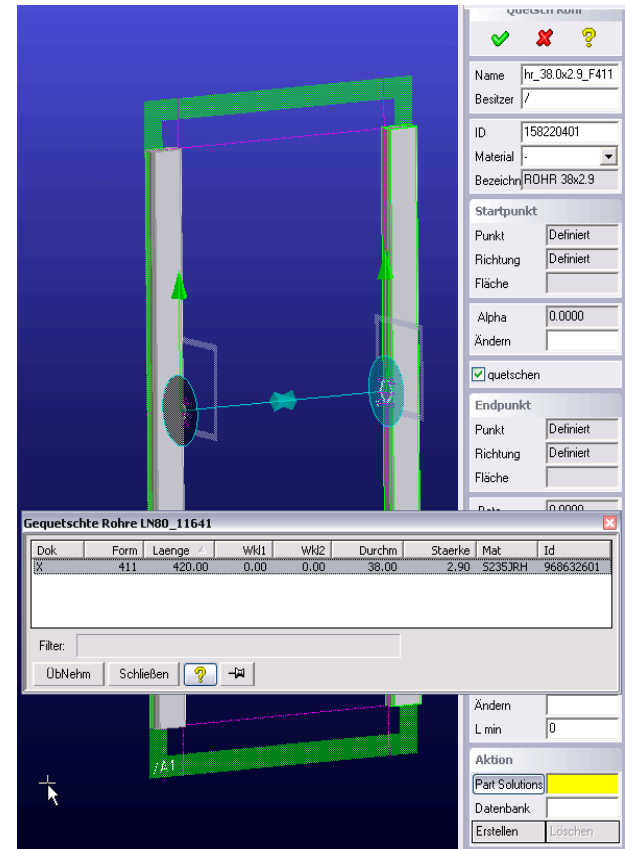 Quetsch Rohr
Name hr_38.0x2.9_F411
Besitzer /
ID 158220401
Material -
Bezeichn ROHR 38x2.9
Startpunkt
Punkt Definiert
Richtung Definiert
Fläche
Alpha 0.0000
Ändern
quetschen
Endpunkt
Punkt Definiert
Richtung Definiert
Fläche
0.0000
Gequetschte Rohre LN80_11641
Dok Form Laenge Wkl1 Wkl2 Durchm Staerke Mat Id
X 411 420.00 0.00 0.00 38.00 2.90 S235JRH 968632601
Filter:
ÜbNehm Schließen ?
Ändern
L min 0
/A1
Aktion
Part Solutions
Datenbank
Erstellen Löschen